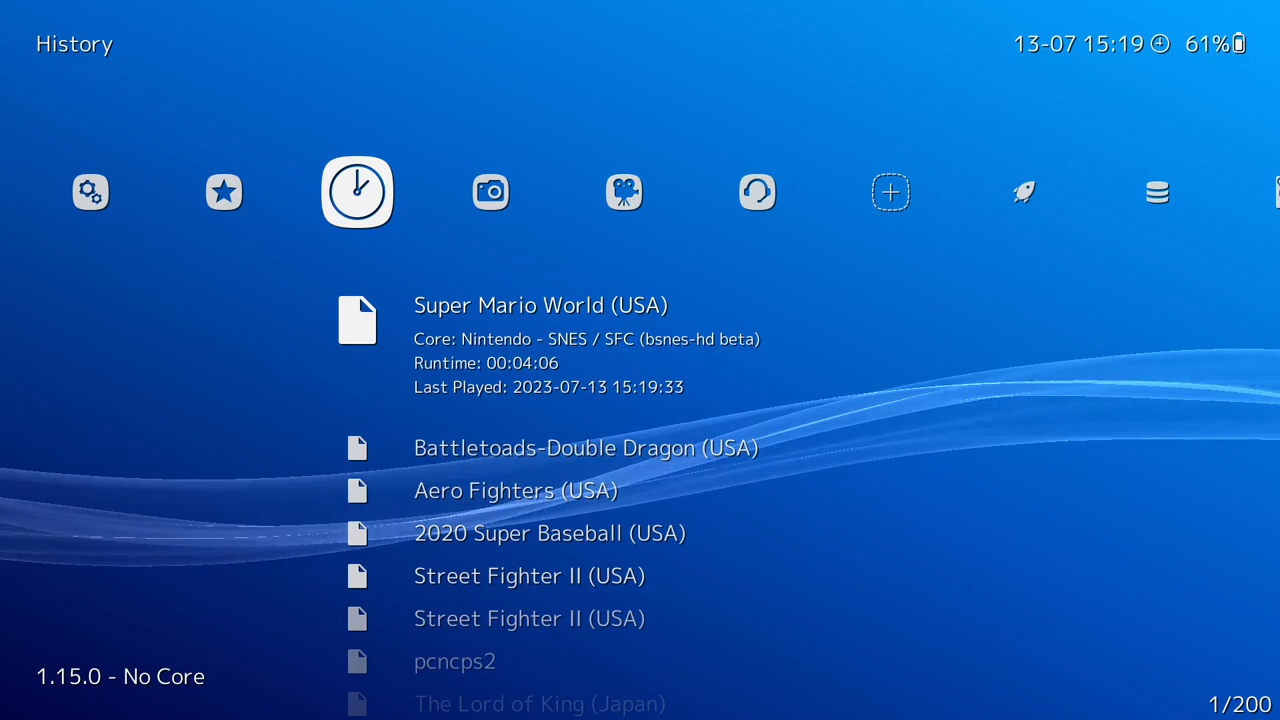 History
13-07 15:19 61%
Super Mario World (USA)
Core: Nintendo - SNES / SFC (bsnes-hd beta)
Runtime: 00:04:06
Last Played: 2023-07-13 15:19:33
Battletoads-Double Dragon (USA)
Aero Fighters (USA)
2020 Super Baseball (USA)
Street Fighter II (USA)
Street Fighter II (USA)
pcncps2
The Lord of King (Japan)
1.15.0 - No Core
1/200